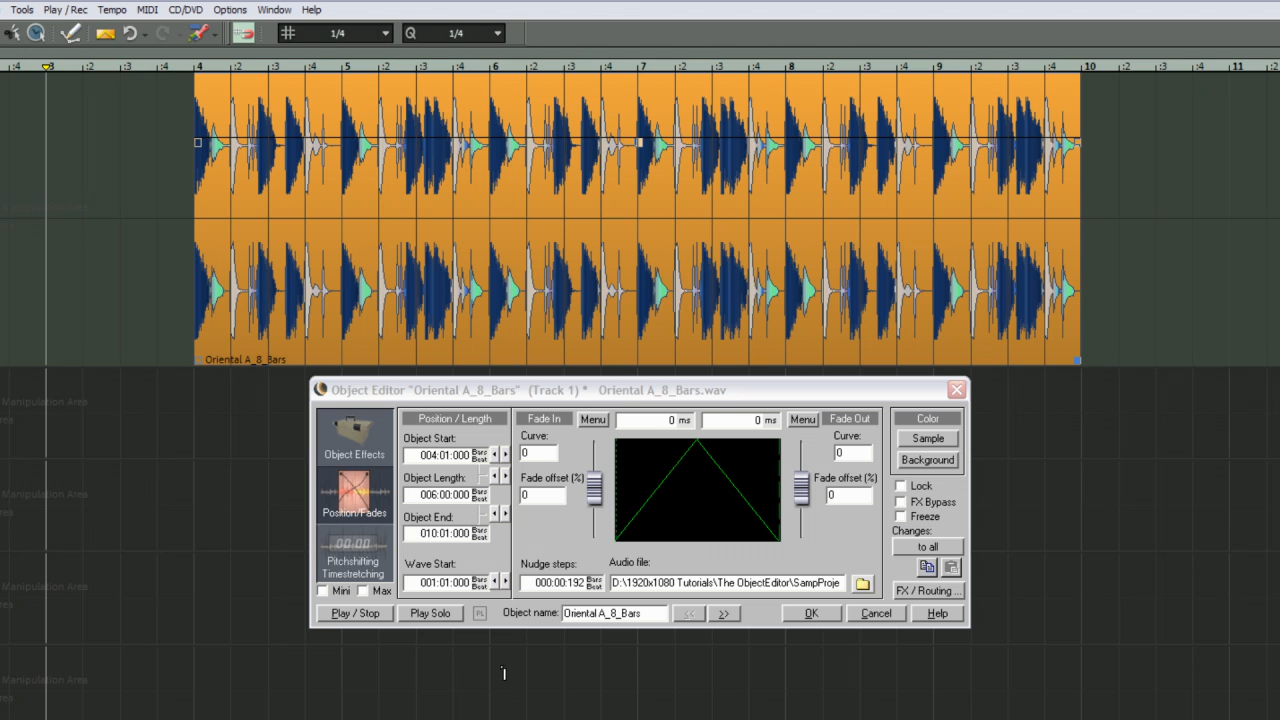 Tools Play / Rec Tempo MIDI CD/DVD Options Window Help
1/4 Q 1/4
:4 3 :2 :3 :4 4 :2 :3 :4 5 :2 :3 :4 6 :2 :3 :4 7 :2 :3 :4 8 :2 :3 :4 9 :2 :3 :4 10 :2 :3 :4 11 :2
Oriental A_8_Bars
Manipulation Area
Manipulation Area
Manipulation Area
Manipulation Area
Object Editor "Oriental A_8_Bars" (Track 1) * Oriental A_8_Bars.wav
Object Effects
Position/Fades
00:00
Pitchshifting
Timestretching
Mini Max
Position / Length
Object Start:
004:01:000 Bars Beat
Object Length:
006:00:000 Bars Beat
Object End:
010:01:000 Bars Beat
Wave Start:
001:01:000 Bars Beat
Fade In Menu 0 ms 0 ms Menu Fade Out
Curve:
0
Fade offset (%)
0
Curve:
0
Fade offset (%)
0
Nudge steps:
000:00:192 Bars Beat
Audio file:
D:\1920x1080 Tutorials\The ObjectEditor\SampProje
Color
Sample
Background
Lock
FX Bypass
Freeze
Changes:
to all
FX / Routing ...
Play / Stop Play Solo PL Object name: Oriental A_8_Bars << >> OK Cancel Help